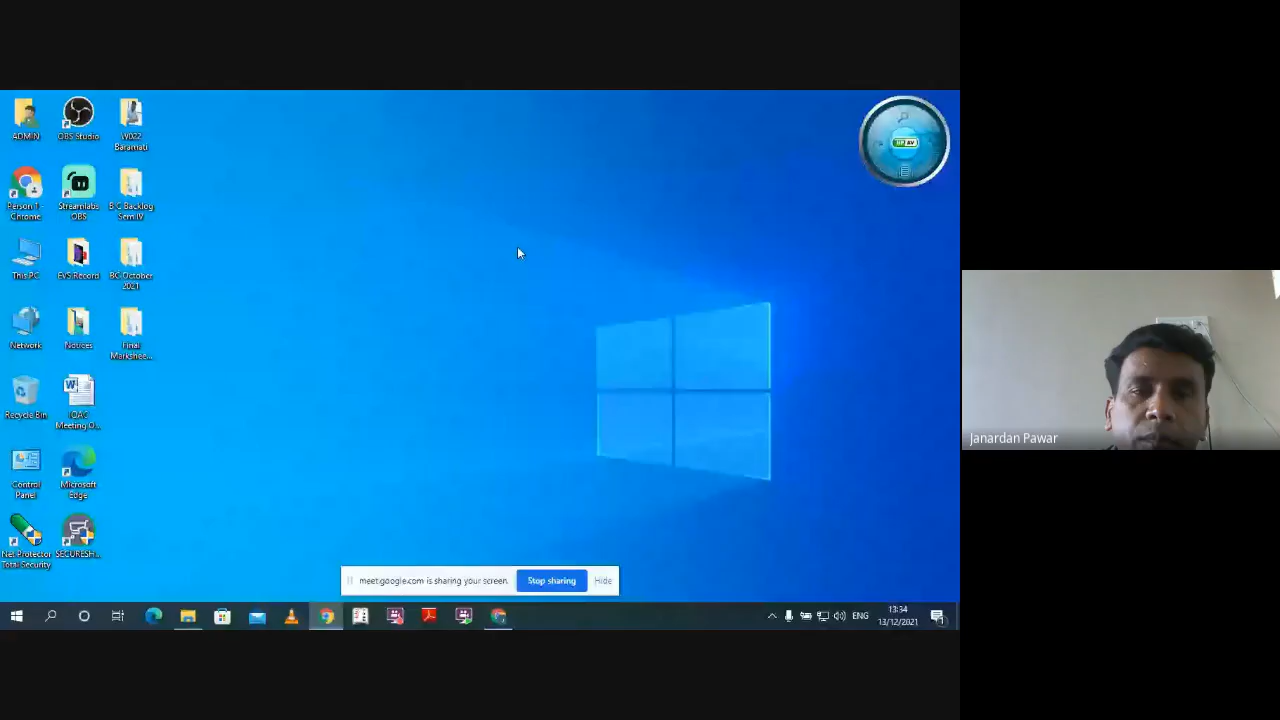 ADMIN
OBS Studio
W022
Baramati
Person 1 -
Chrome
Streamlabs
OBS
B C Backlog
Sem IV
This PC
EVS Record
BC October
2021
Network
Notices
Final
Markshee...
Recycle Bin
IQAC
Meeting O...
Control
Panel
Microsoft
Edge
Net Protector
Total Security
SECURESH...
Janardan Pawar
meet.google.com is sharing your screen.
Stop sharing
Hide
ENG
13:34
13/12/2021